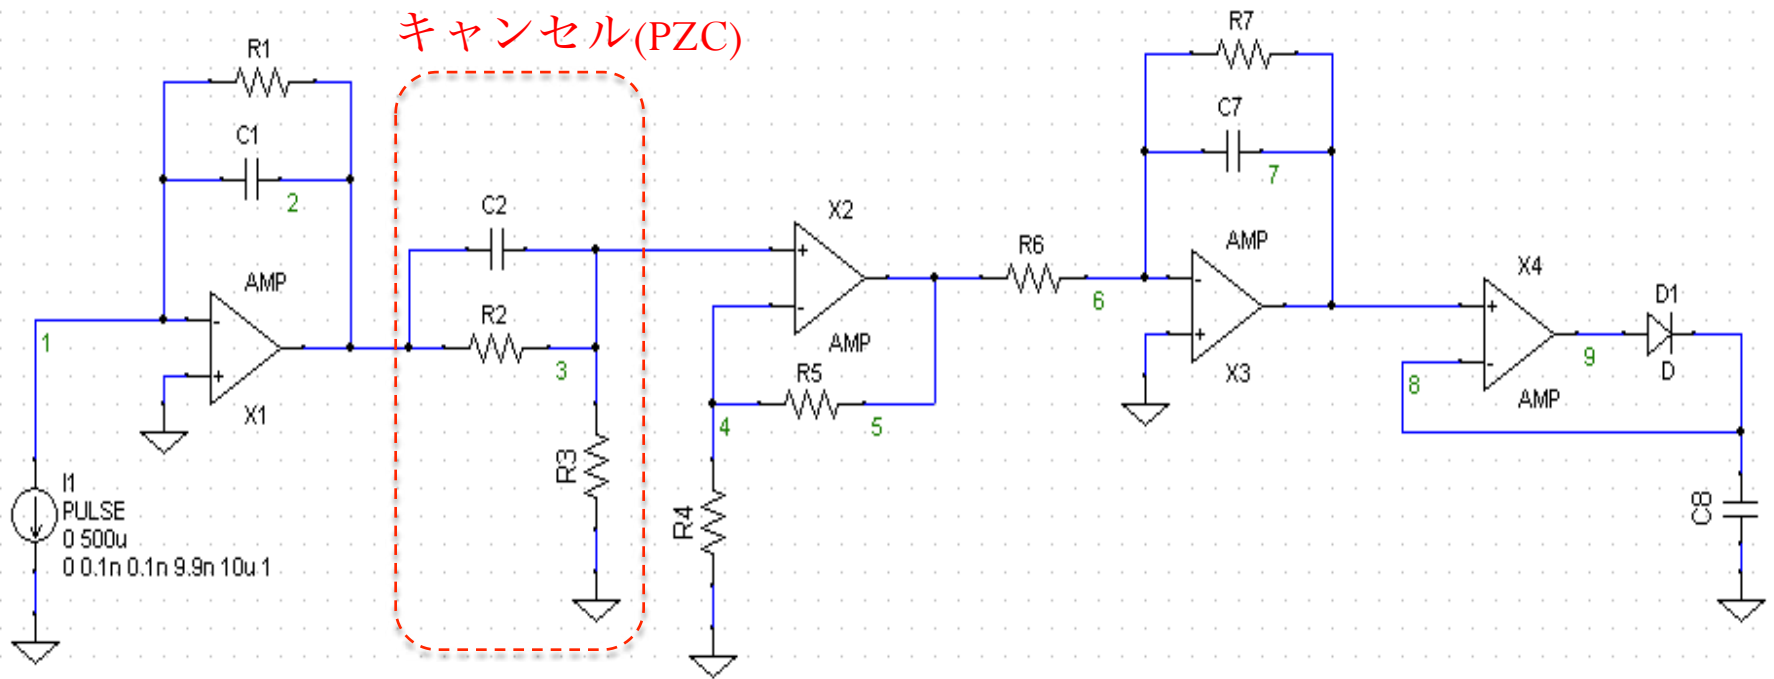 キャンセル(PZC)
R1
C1
2
AMP
X1
1
I1
PULSE
0 500u
0 0.1n 0.1n 9.9n 10u 1
C2
R2
3
R3
X2
AMP
R5
4
5
R4
R6
6
R7
C7
7
AMP
X3
X4
AMP
8
9
D1
D
C8